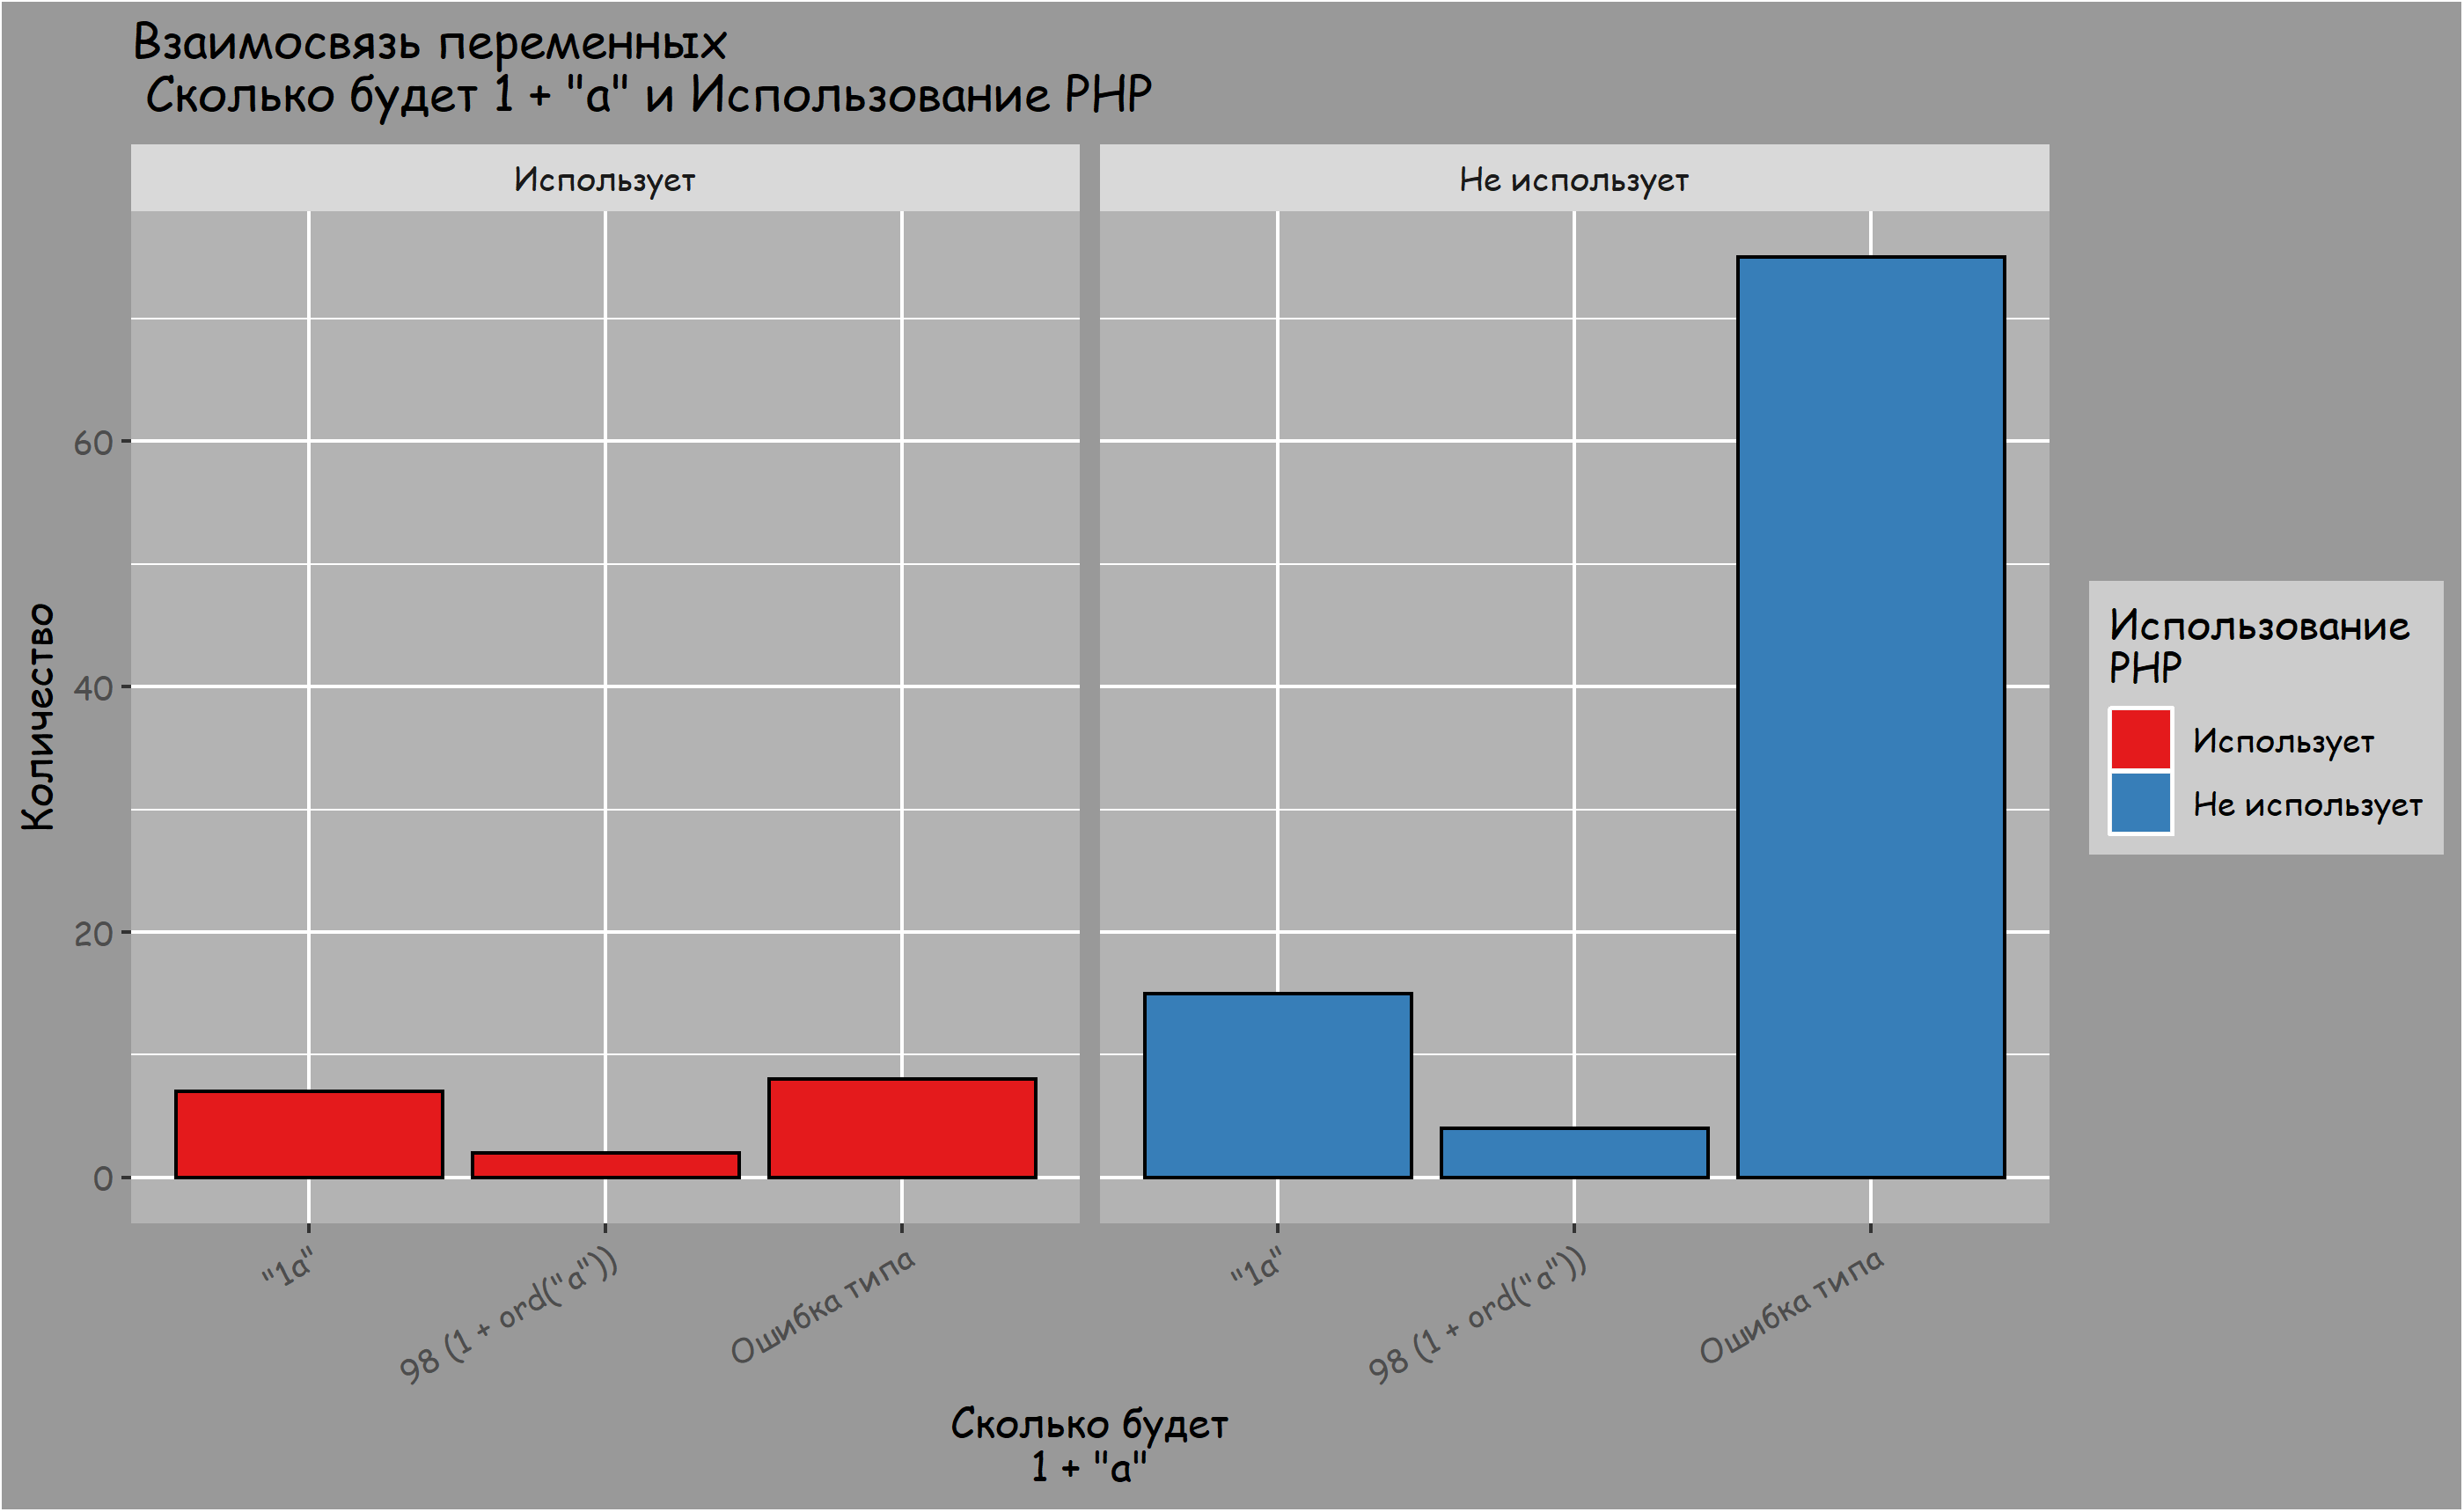 Взаимосвязь переменных
Сколько будет 1 + "a" и Использование PHP
Использует
Не использует
Количество
60
40
20
0
"1a"
98 (1 + ord("a"))
Ошибка типа
"1a"
98 (1 + ord("a"))
Ошибка типа
Сколько будет
1 + "a"
Использование
PHP
Использует
Не использует